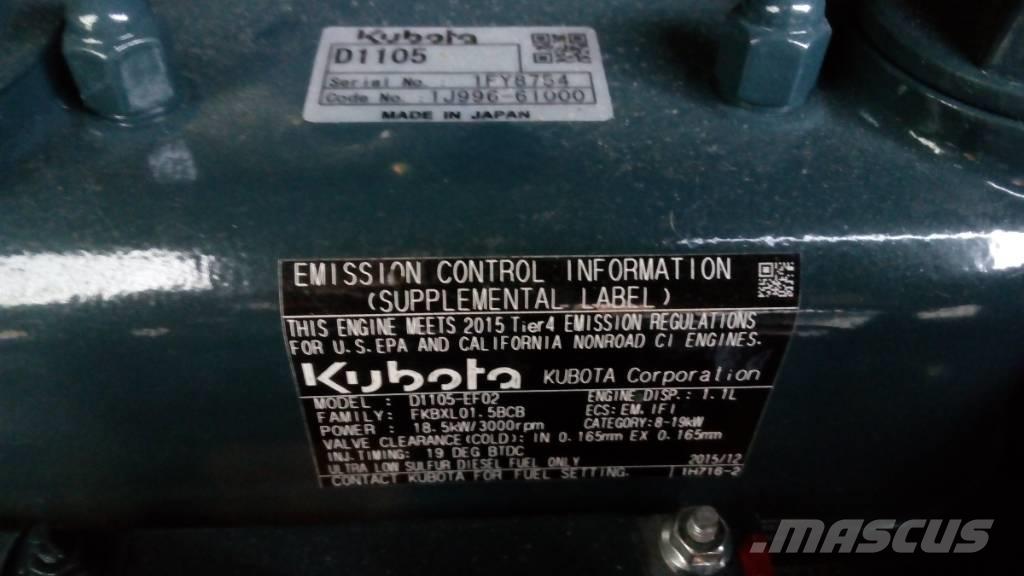 Kubota
D1105
Serial No. 1FY8754
Code No. 1J996-61000
MADE IN JAPAN
EMISSION CONTROL INFORMATION
(SUPPLEMENTAL LABEL)
THIS ENGINE MEETS 2015 Tier4 EMISSION REGULATIONS
FOR U.S.EPA AND CALIFORNIA NONROAD CI ENGINES.
Kubota KUBOTA Corporation
MODEL : D1105-EF02 ENGINE DISP.: 1.1L
FAMILY: FKBXL01.5BCB ECS: EM, IFI
POWER : 18.5kW/3000rpm CATEGORY: 8-19kW
VALVE CLEARANCE(COLD): IN 0.165mm EX 0.165mm
INJ.TIMING: 19 DEG BTDC 2015/12
ULTRA LOW SULFUR DIESEL FUEL ONLY
CONTACT KUBOTA FOR FUEL SETTING. 1H716-2
.MASCUS